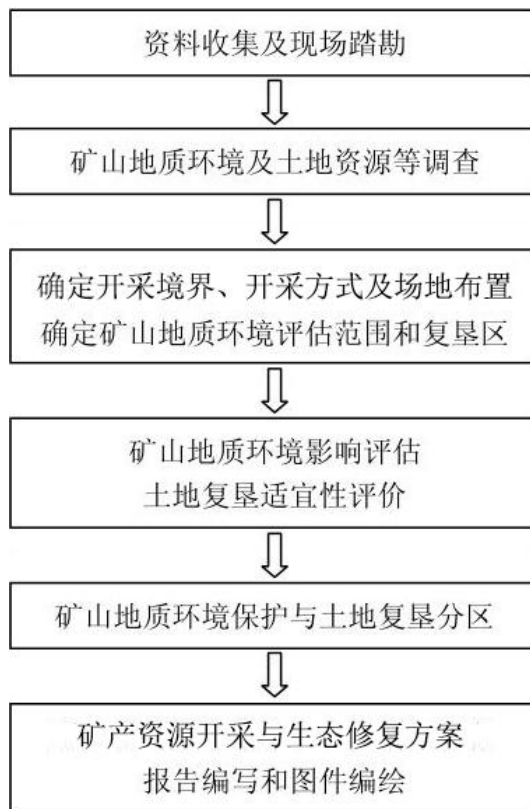 资料收集及现场踏勘
矿山地质环境及土地资源等调查
确定开采境界、开采方式及场地布置
确定矿山地质环境评估范围和复垦区
矿山地质环境影响评估
土地复垦适宜性评价
矿山地质环境保护与土地复垦分区
矿产资源开采与生态修复方案
报告编写和图件编绘